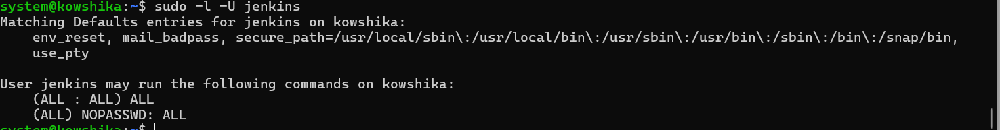 system@kowshika:~$ sudo -l -U jenkins
Matching Defaults entries for jenkins on kowshika:
    env_reset, mail_badpass, secure_path=/usr/local/sbin\:/usr/local/bin\:/usr/sbin\:/usr/bin\:/sbin\:/bin\:/snap/bin,
    use_pty

User jenkins may run the following commands on kowshika:
    (ALL : ALL) ALL
    (ALL) NOPASSWD: ALL
system@kowshika:~$